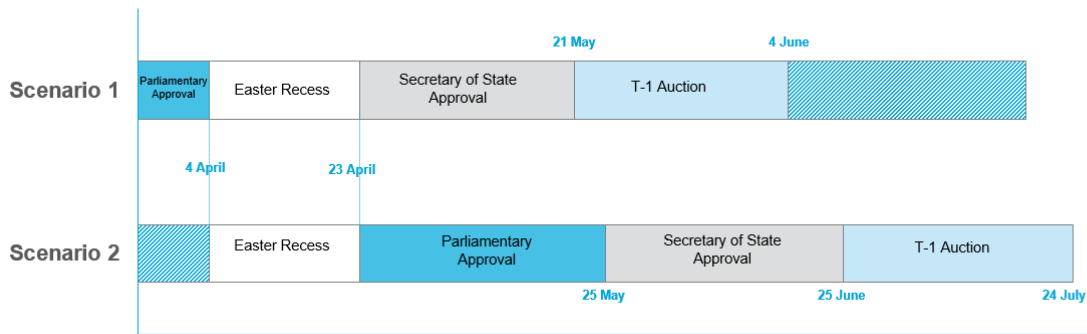 21 May
4 June
Scenario 1
Parliamentary
Approval
Easter Recess
Secretary of State
Approval
T-1 Auction
4 April
23 April
Scenario 2
Easter Recess
Parliamentary
Approval
Secretary of State
Approval
T-1 Auction
25 May
25 June
24 July